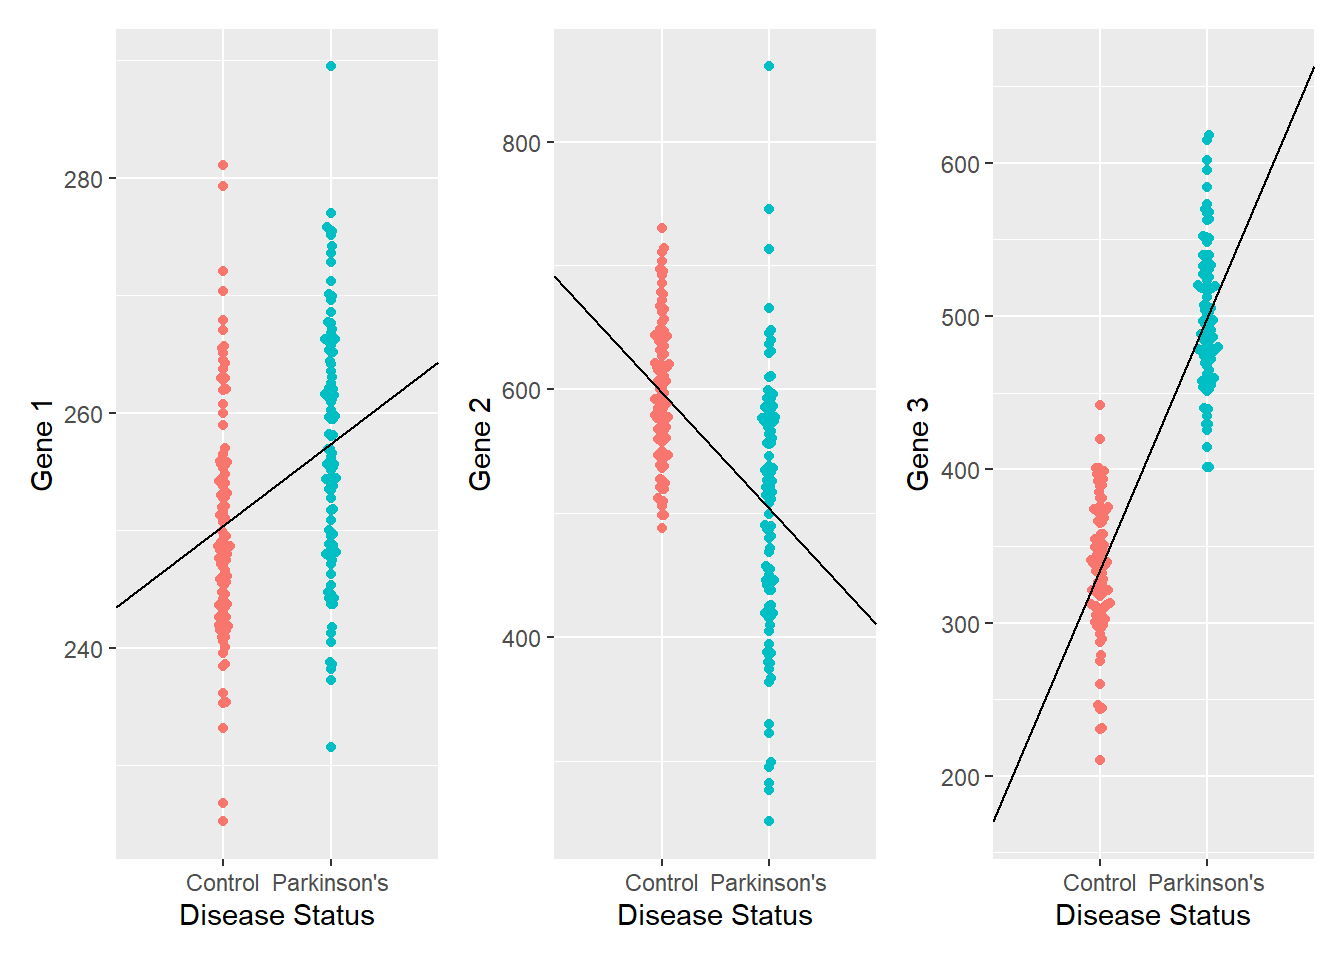 Gene 1
280
260
240
Control Parkinson's
Disease Status
Gene 2
800
600
400
Control Parkinson's
Disease Status
Gene 3
600
500
400
300
200
Control Parkinson's
Disease Status